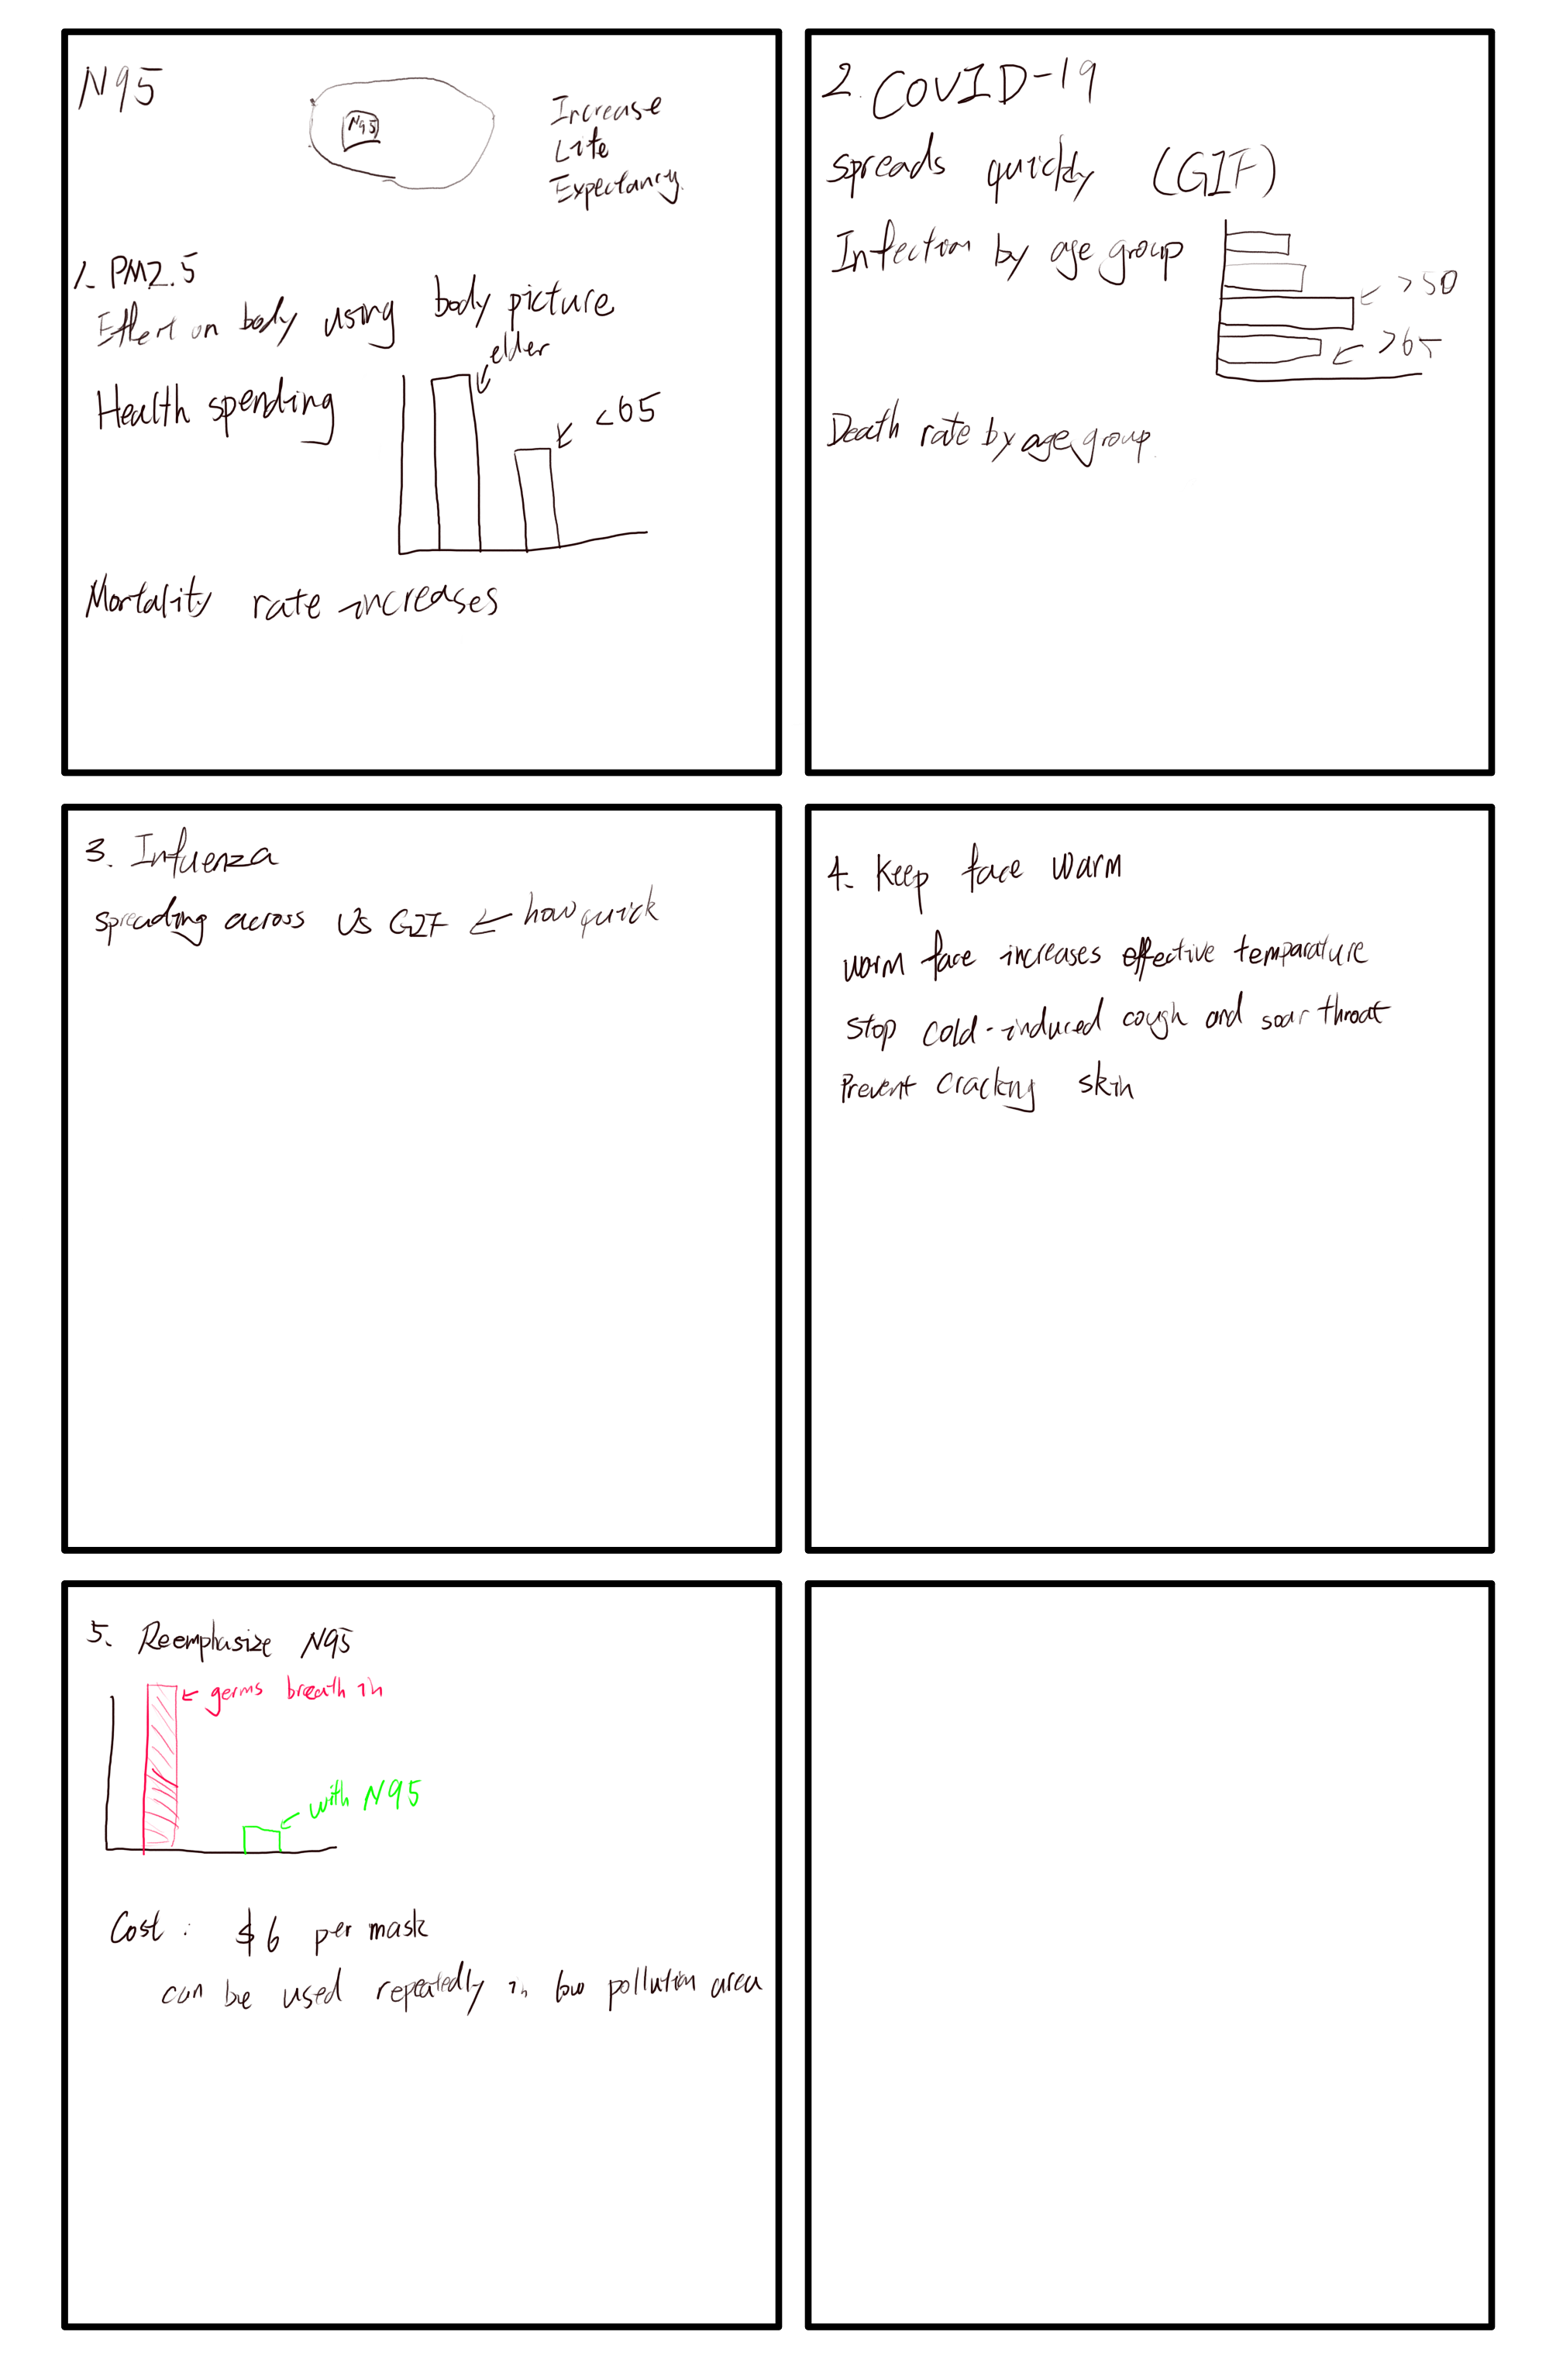 N95
N95
Increase
Life
Expectancy.
1. PM2.5
Effect on body using body picture
elder
Health spending
<65
Mortality rate increases
2. COVID-19
spreads quickly (GIF)
Infection by age group
>50
>65
Death rate by age group.
3. Infuenza
spreading across US GIF ← how quick
4. Keep face warm
warm face increases effective temparature
Stop cold-induced cough and soar throat
Prevent cracking skin
5. Reemphasize N95
← germs breath in
← with N95
Cost: $6 per mask
can be used repeatedly in low pollution area